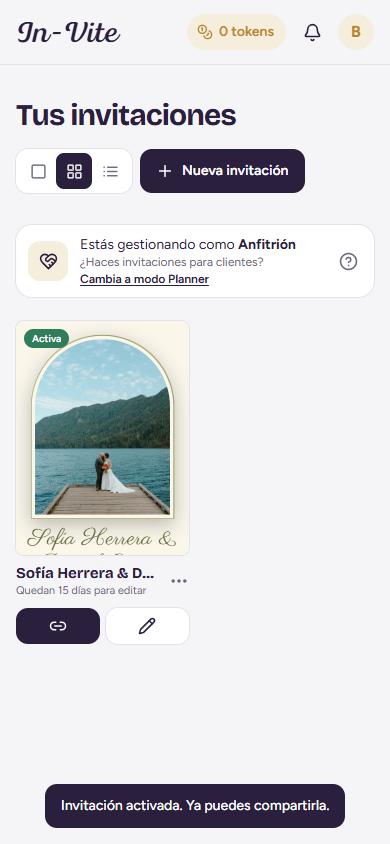 In-Vite
0 tokens
B
Tus invitaciones
Nueva invitación
Estás gestionando como Anfitrión
¿Haces invitaciones para clientes?
Cambia a modo Planner
Activa
Sofía Herrera &
Sofía Herrera & D...
Quedan 15 días para editar
Invitación activada. Ya puedes compartirla.